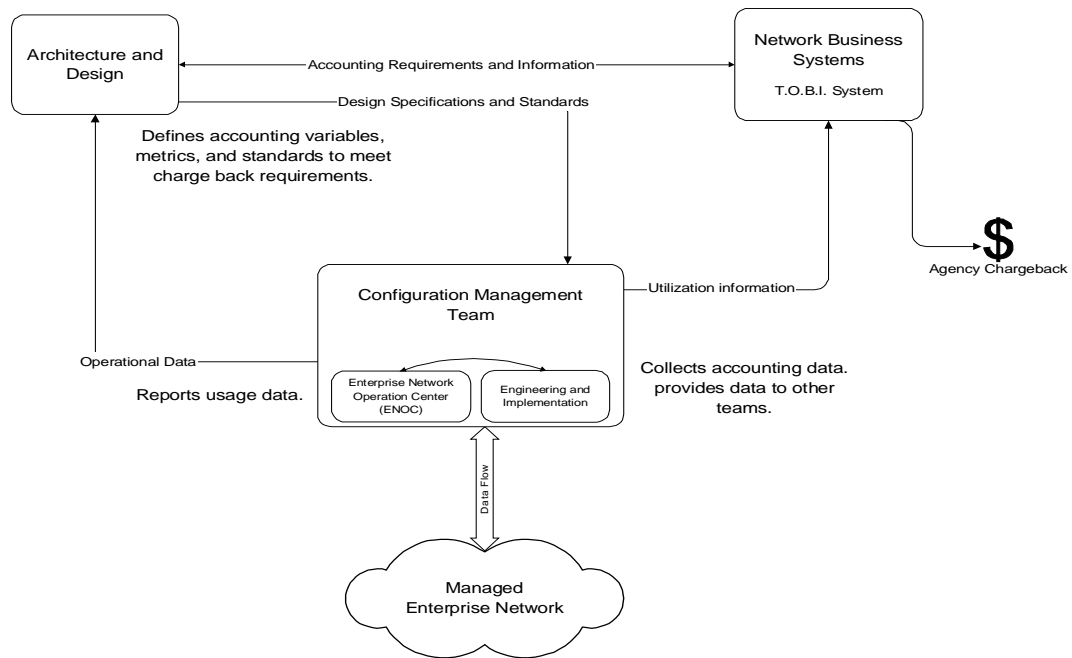 Architecture and
Design
Network Business
Systems
T.O.B.I. System
Accounting Requirements and Information
Design Specifications and Standards
Defines accounting variables,
metrics, and standards to meet
charge back requirements.
$
Agency Chargeback
Configuration Management
Team
Utilization information
Operational Data
Reports usage data.
Enterprise Network
Operation Center
(ENOC)
Engineering and
Implementation
Collects accounting data.
provides data to other
teams.
Data Flow
Managed
Enterprise Network